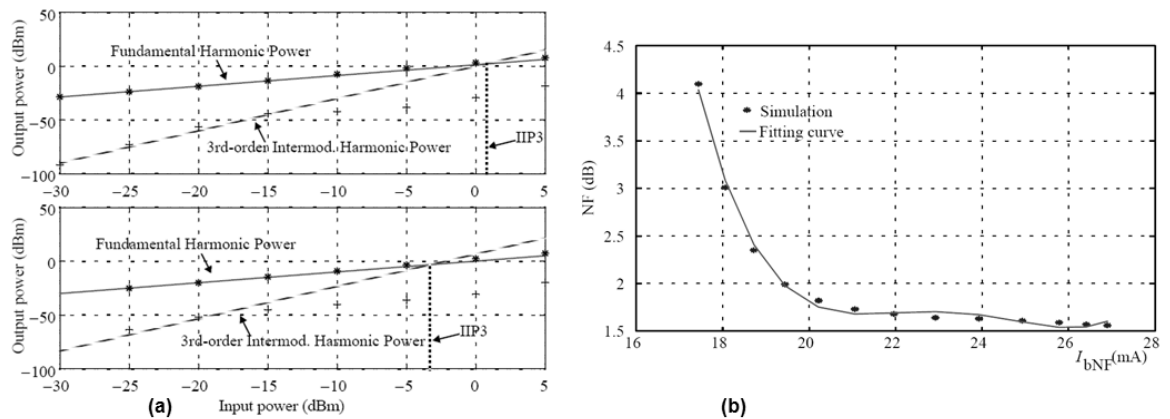 50
0
−50
−100
Output power (dBm)
Fundamental Harmonic Power
3rd-order Intermod. Harmonic Power
IIP3
−30 −25 −20 −15 −10 −5 0 5
50
0
−50
−100
Output power (dBm)
Fundamental Harmonic Power
3rd-order Intermod. Harmonic Power
IIP3
−30 −25 −20 −15 −10 −5 0 5
Input power (dBm)
(a)
4.5
4
3.5
3
2.5
2
1.5
NF (dB)
Simulation
Fitting curve
16 18 20 22 24 26 28
IbNF(mA)
(b)